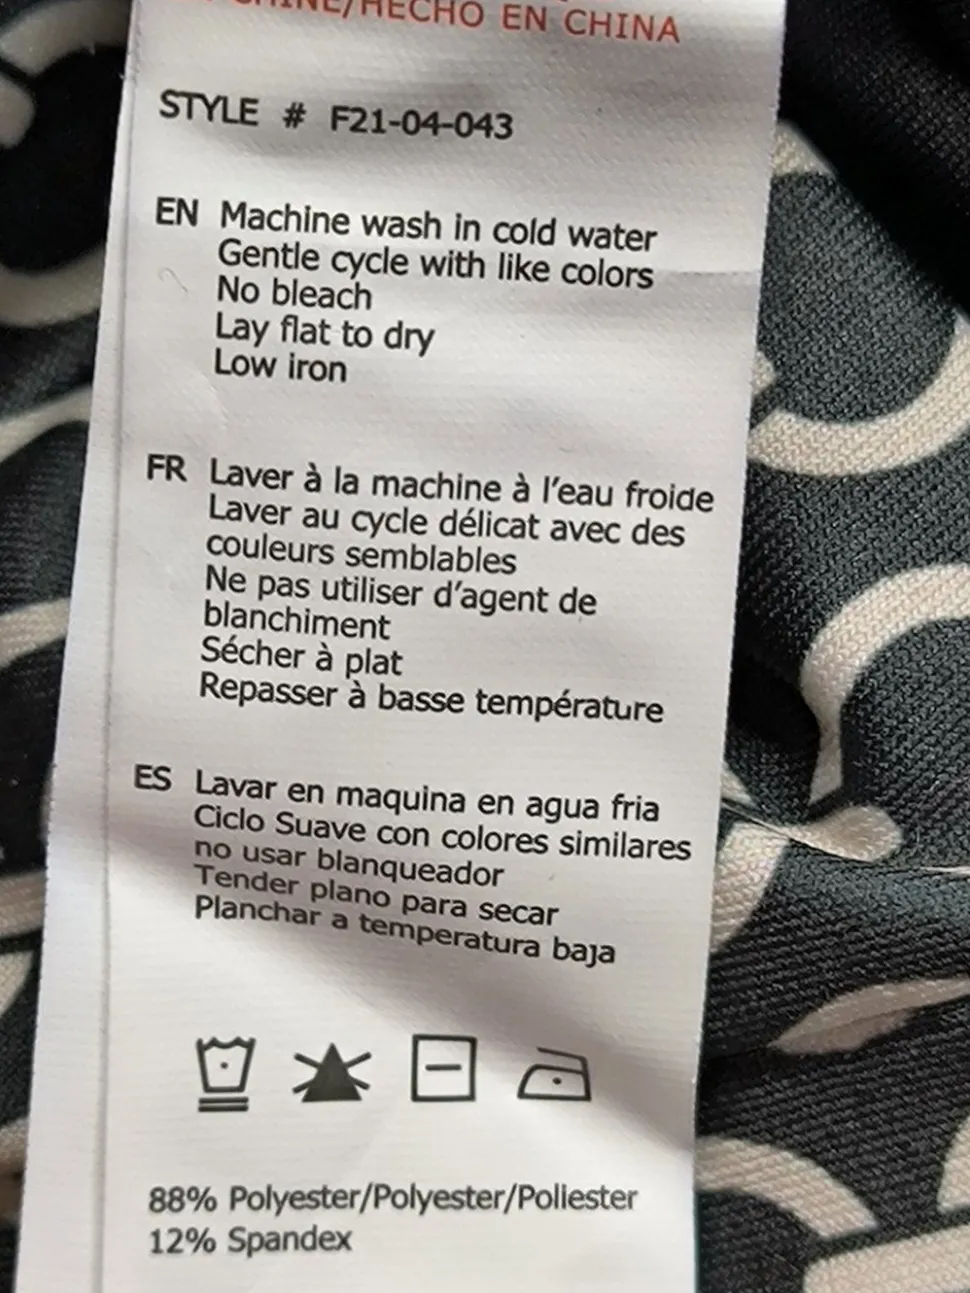 CHINE/HECHO EN CHINA
STYLE # F21-04-043
EN Machine wash in cold water
Gentle cycle with like colors
No bleach
Lay flat to dry
Low iron
FR Laver à la machine à l'eau froide
Laver au cycle délicat avec des
couleurs semblables
Ne pas utiliser d'agent de
blanchiment
Sécher à plat
Repasser à basse température
ES Lavar en maquina en agua fria
Ciclo Suave con colores similares
no usar blanqueador
Tender plano para secar
Planchar a temperatura baja
88% Polyester/Polyester/Poliester
12% Spandex